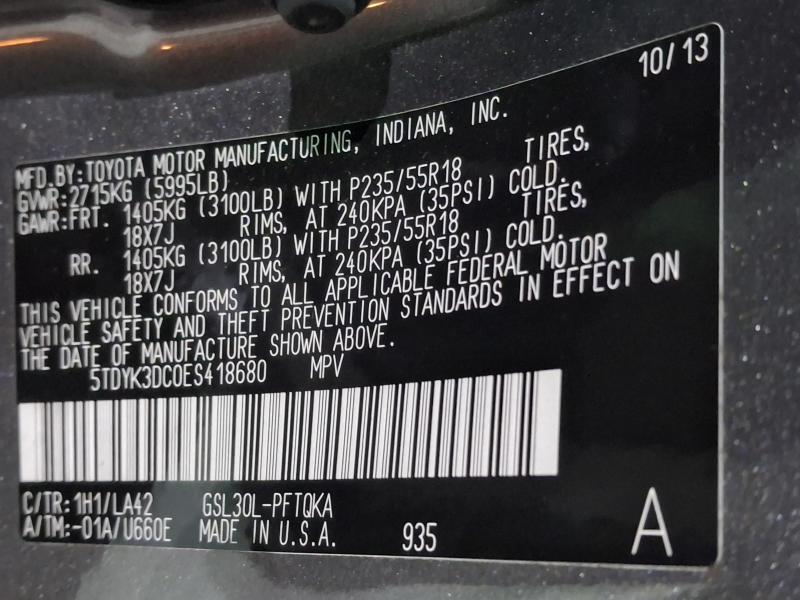 10/13
MFD.BY:TOYOTA MOTOR MANUFACTURING, INDIANA, INC.
GVWR:2715KG (5995LB)
GAWR:FRT. 1405KG (3100LB) WITH P235/55R18 TIRES,
18X7J RIMS, AT 240KPA (35PSI) COLD.
RR. 1405KG (3100LB) WITH P235/55R18 TIRES,
18X7J RIMS, AT 240KPA (35PSI) COLD.
THIS VEHICLE CONFORMS TO ALL APPLICABLE FEDERAL MOTOR
VEHICLE SAFETY AND THEFT PREVENTION STANDARDS IN EFFECT ON
THE DATE OF MANUFACTURE SHOWN ABOVE.
5TDYK3DC0ES418680 MPV
C/TR:1H1/LA42 GSL30L-PFTQKA
A/TM:-01A/U660E MADE IN U.S.A. 935 A